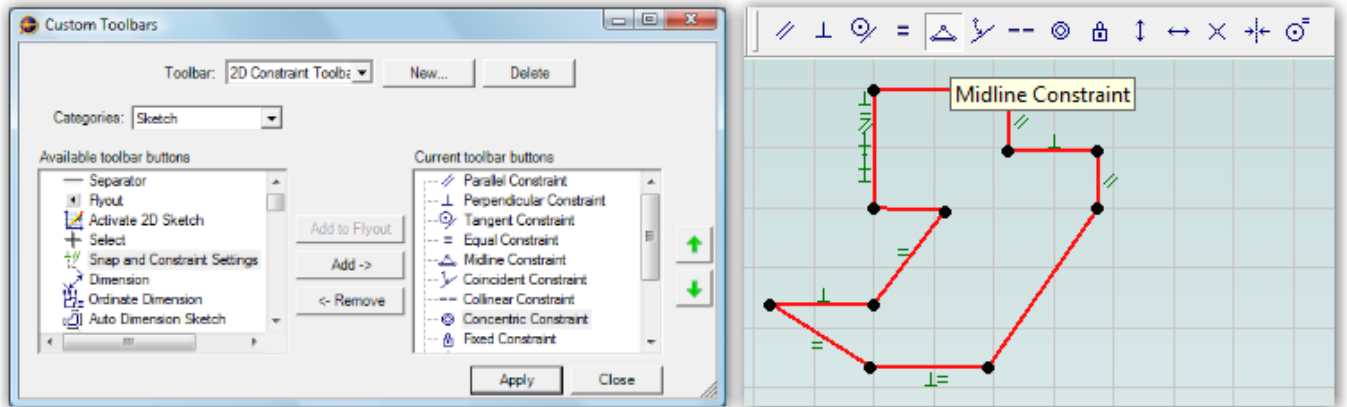 Custom Toolbars
Toolbar: 2D Constraint Toolba New... Delete
Categories: Sketch
Available toolbar buttons
Separator
Flyout
Activate 2D Sketch
Select
Snap and Constraint Settings
Dimension
Ordinate Dimension
Auto Dimension Sketch
Add to Flyout
Add ->
<- Remove
Current toolbar buttons
Parallel Constraint
Perpendicular Constraint
Tangent Constraint
Equal Constraint
Midline Constraint
Coincident Constraint
Collinear Constraint
Concentric Constraint
Fixed Constraint
Apply Close
Midline Constraint